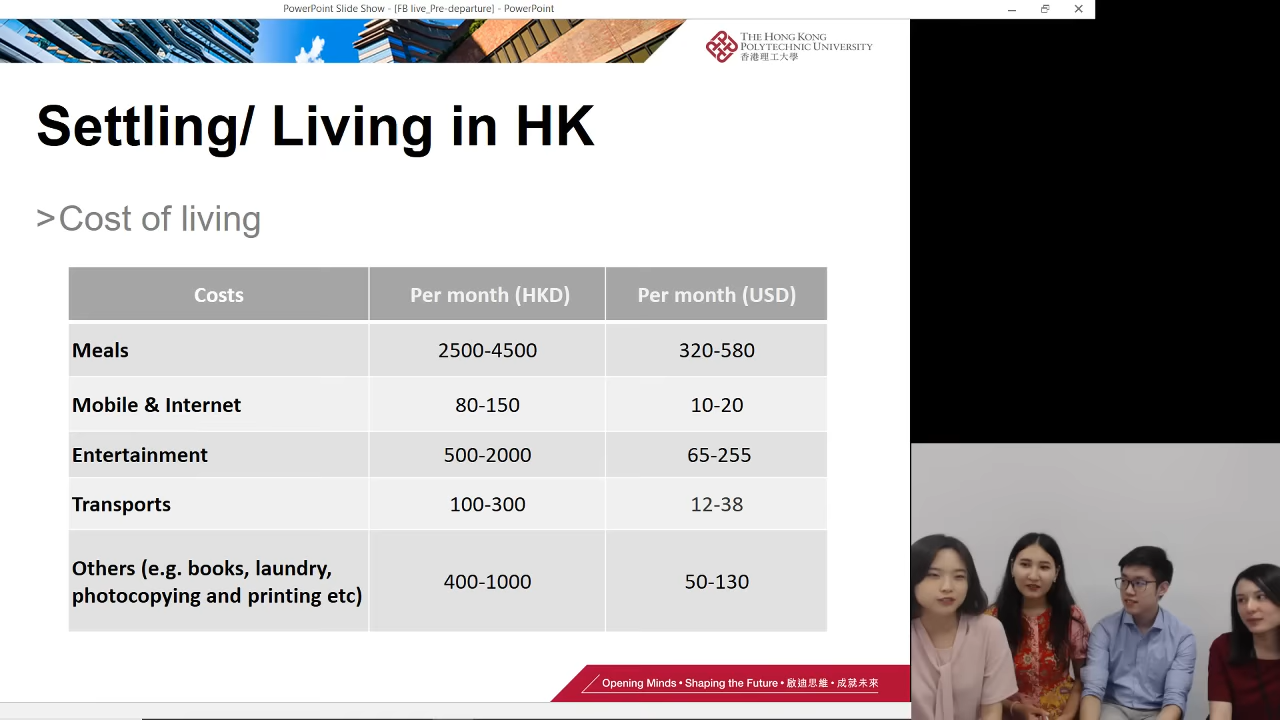 PowerPoint Slide Show - [FB live_Pre-departure] - PowerPoint
THE HONG KONG
POLYTECHNIC UNIVERSITY
香港理工大學
Settling/ Living in HK
>Cost of living
Costs Per month (HKD) Per month (USD)
Meals 2500-4500 320-580
Mobile & Internet 80-150 10-20
Entertainment 500-2000 65-255
Transports 100-300 12-38
Others (e.g. books, laundry,
photocopying and printing etc) 400-1000 50-130
Opening Minds • Shaping the Future • 啟迪思維 • 成就未來